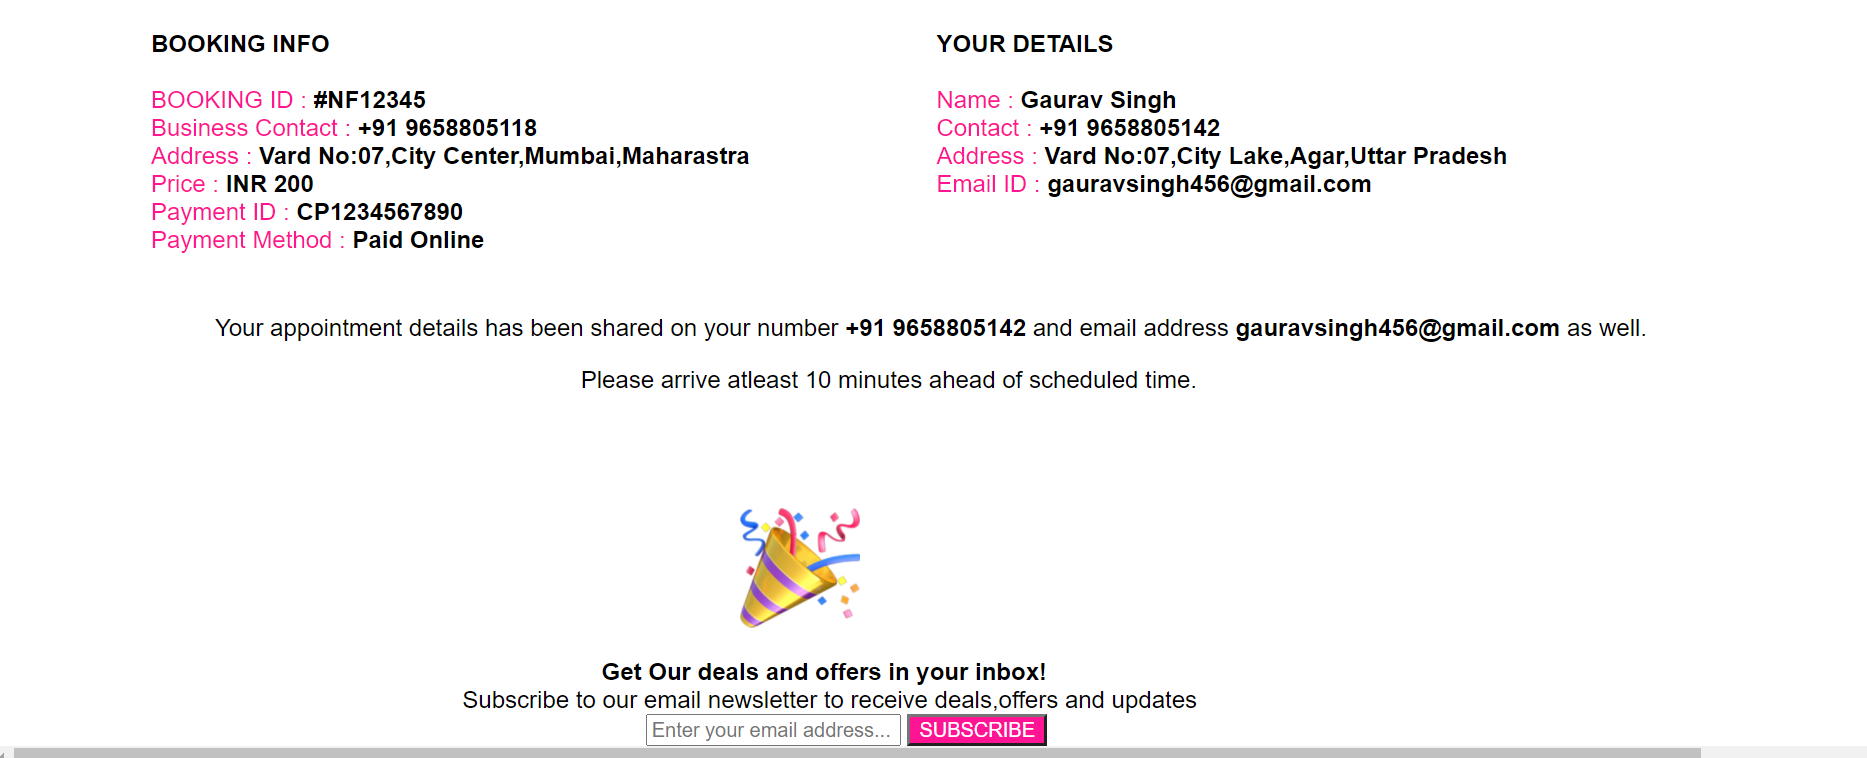 BOOKING INFO
BOOKING ID : #NF12345
Business Contact : +91 9658805118
Address : Vard No:07,City Center,Mumbai,Maharastra
Price : INR 200
Payment ID : CP1234567890
Payment Method : Paid Online
YOUR DETAILS
Name : Gaurav Singh
Contact : +91 9658805142
Address : Vard No:07,City Lake,Agar,Uttar Pradesh
Email ID : gauravsingh456@gmail.com
Your appointment details has been shared on your number +91 9658805142 and email address gauravsingh456@gmail.com as well.
Please arrive atleast 10 minutes ahead of scheduled time.
Get Our deals and offers in your inbox!
Subscribe to our email newsletter to receive deals,offers and updates
Enter your email address... SUBSCRIBE